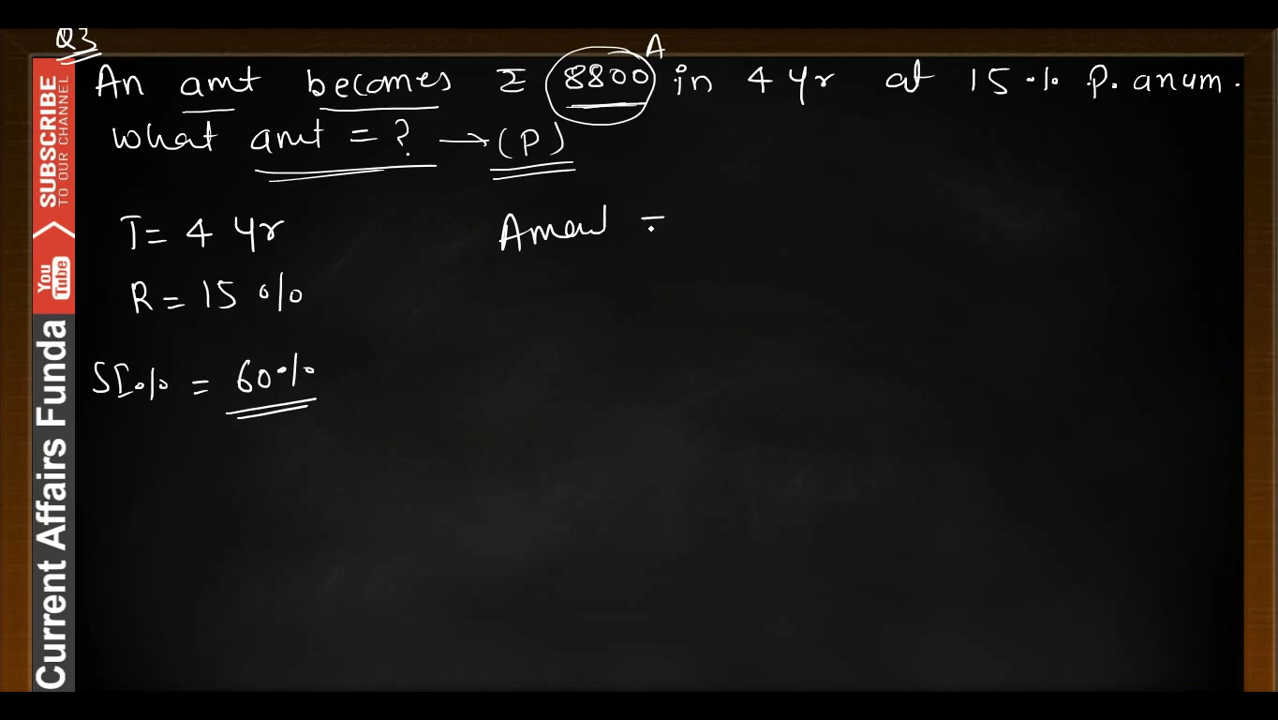 Q3
A
An amt becomes = 8800 in 4 yr at 15 % P. anum.
What amt = ? → (P)
T = 4 yr
R = 15 %
SI% = 60%
SUBSCRIBE
TO OUR CHANNEL
You
Tube
Current Affairs Funda